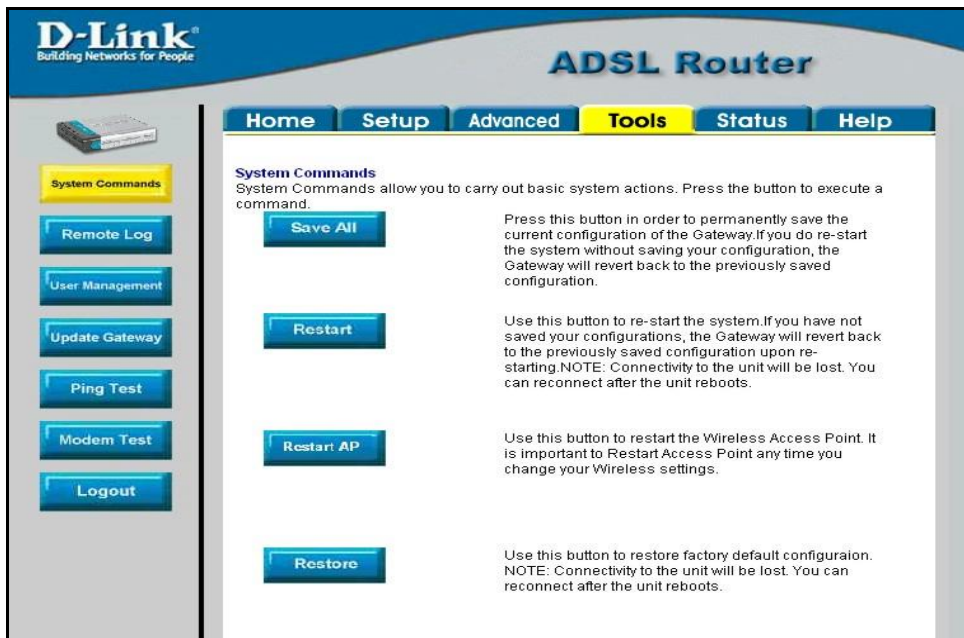 D-Link®
Building Networks for People
ADSL Router
Home
Setup
Advanced
Tools
Status
Help
System Commands
Remote Log
User Management
Update Gateway
Ping Test
Modem Test
Logout
System Commands
System Commands allow you to carry out basic system actions. Press the button to execute a
command.
Save All
Press this button in order to permanently save the
current configuration of the Gateway.If you do re-start
the system without saving your configuration, the
Gateway will revert back to the previously saved
configuration.
Restart
Use this button to re-start the system.If you have not
saved your configurations, the Gateway will revert back
to the previously saved configuration upon re-
starting.NOTE: Connectivity to the unit will be lost. You
can reconnect after the unit reboots.
Restart AP
Use this button to restart the Wireless Access Point. It
is important to Restart Access Point any time you
change your Wireless settings.
Restore
Use this button to restore factory default configuraion.
NOTE: Connectivity to the unit will be lost. You can
reconnect after the unit reboots.